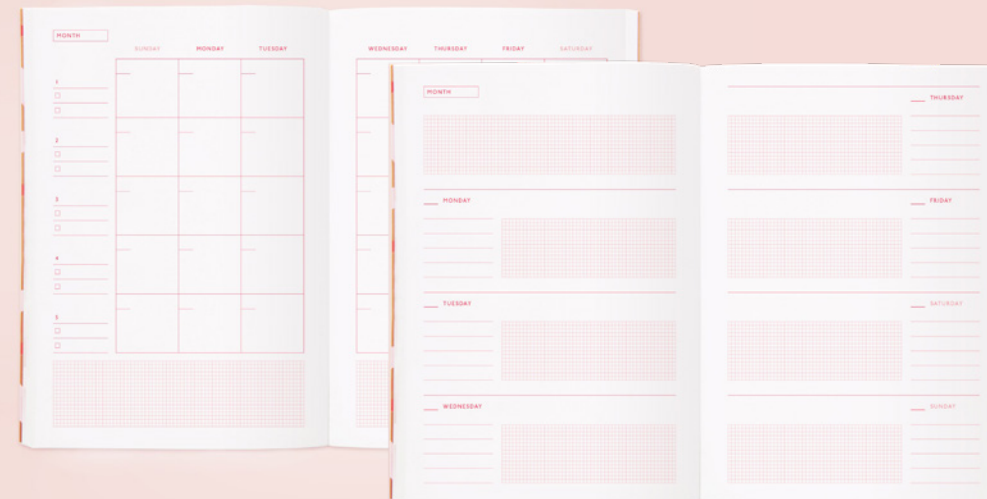 MONTH
SUNDAY MONDAY TUESDAY
1
2
3
4
5
WEDNESDAY THURSDAY FRIDAY SATURDAY
MONTH
MONDAY
TUESDAY
WEDNESDAY
THURSDAY
FRIDAY
SATURDAY
SUNDAY